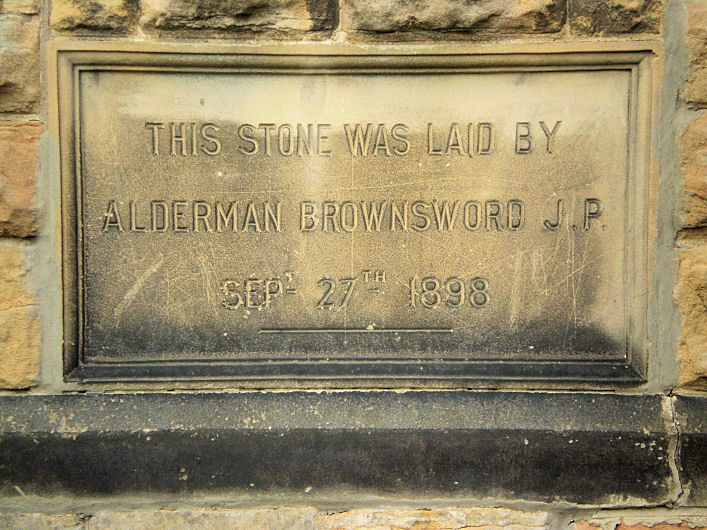 THIS STONE WAS LAID BY
ALDERMAN BROWNSWORD J.P.
SEPT 27TH 1898